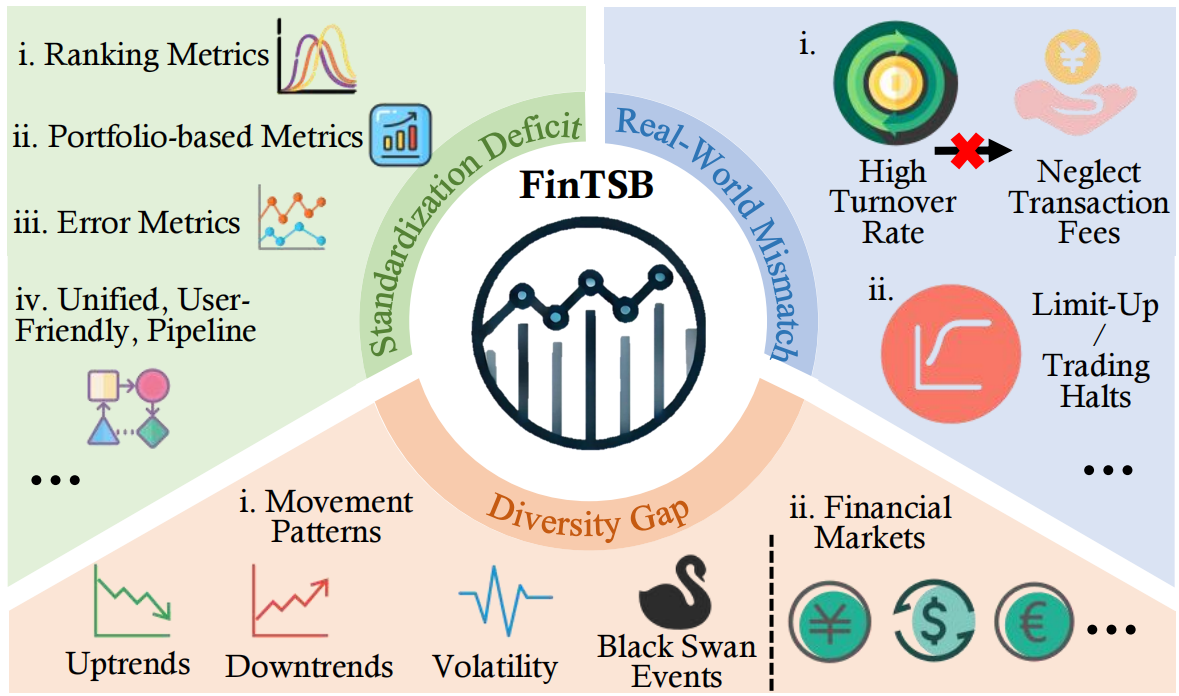 i. Ranking Metrics
ii. Portfolio-based Metrics
iii. Error Metrics
iv. Unified, User-
Friendly, Pipeline
...
Standardization Deficit
FinTSB
Real-World Mismatch
i.
¥
High
Turnover
Rate
Neglect
Transaction
Fees
ii.
Limit-Up
/
Trading
Halts
...
Diversity Gap
i. Movement
Patterns
Uptrends
Downtrends
Volatility
Black Swan
Events
ii. Financial
Markets
¥ $ € ...